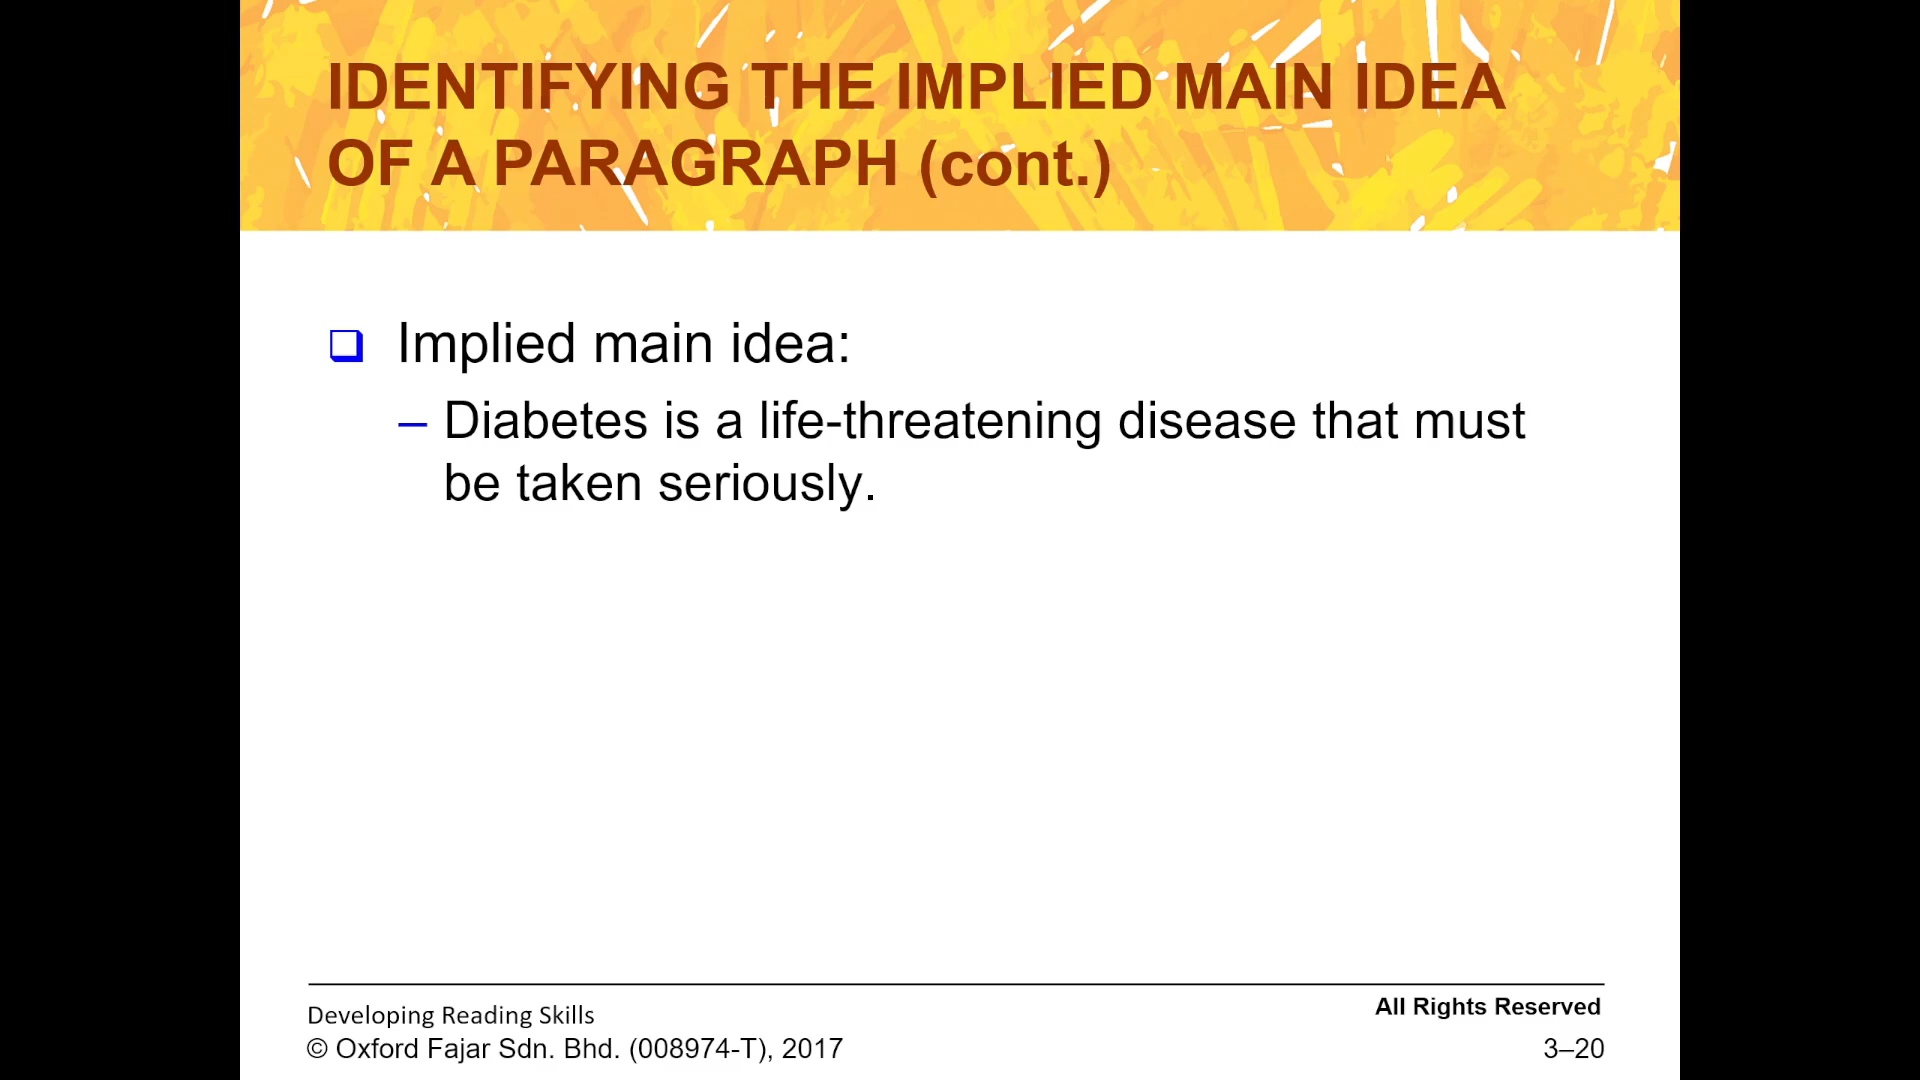 IDENTIFYING THE IMPLIED MAIN IDEA
OF A PARAGRAPH (cont.)
Implied main idea:
– Diabetes is a life-threatening disease that must
be taken seriously.
Developing Reading Skills
© Oxford Fajar Sdn. Bhd. (008974-T), 2017
All Rights Reserved
3–20